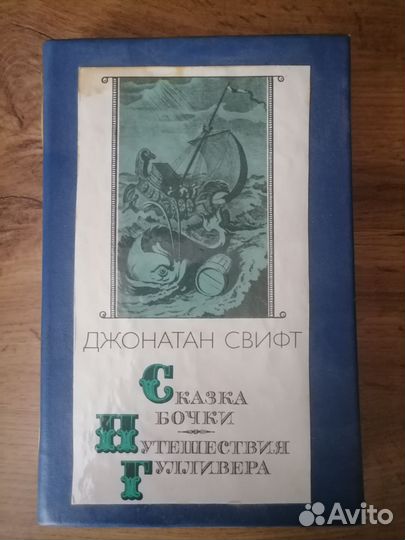 ДЖОНАТАН СВИФТ
СКАЗКА
БОЧКИ
ПУТЕШЕСТВИЯ
ГУЛЛИВЕРА
Avito